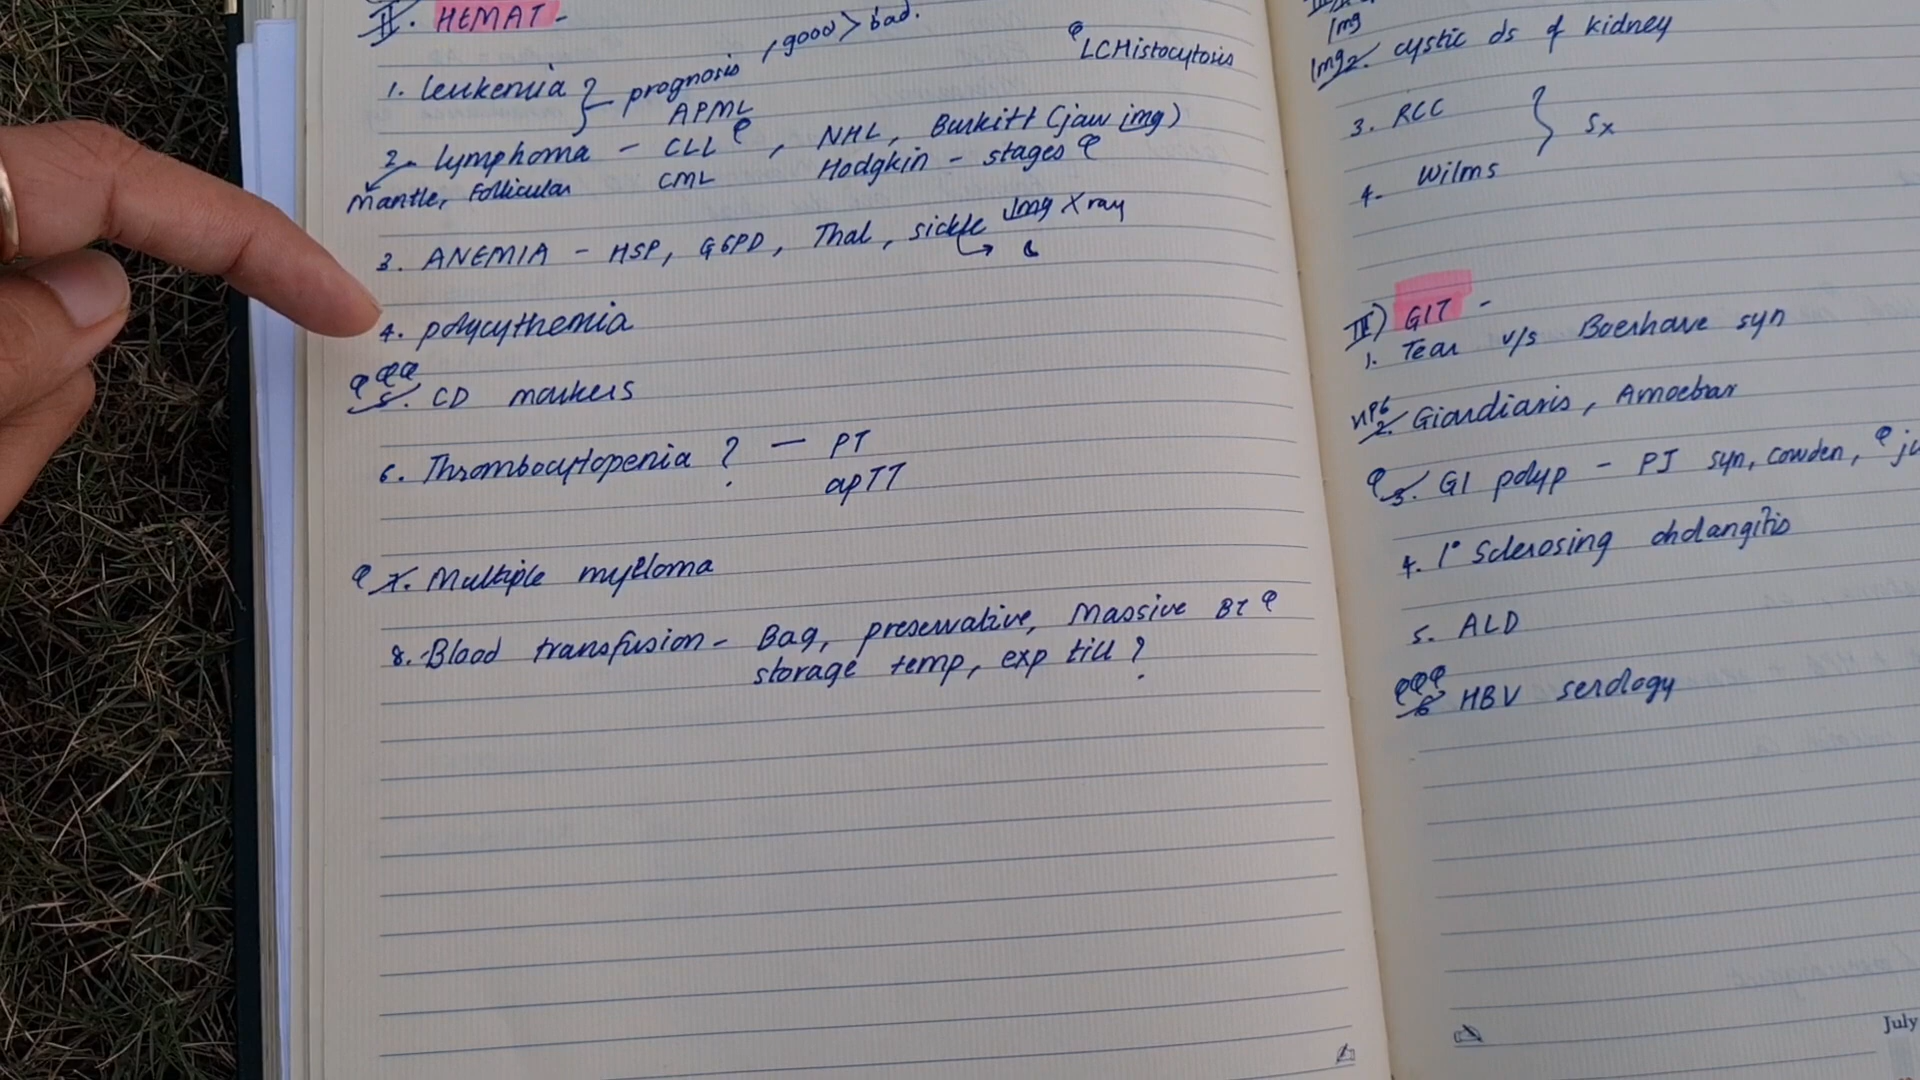 II. HEMAT -
1. leukemia } prognosis, good > bad.
APML
LCHistocytosis
2. lymphoma - CLL, NHL, Burkitt (jaw img)
Mantle, Follicular CML Hodgkin - stages
3. ANEMIA - HSP, G6PD, Thal, sickle Img X ray
4. polycythemia
5. CD markers
6. Thrombocytopenia ? — PT
apTT
7. Multiple myeloma
8. Blood transfusion - Bag, preservative, Massive BT
storage temp, exp till ?
Img
Img 2. cystic ds of kidney
3. RCC } Sx
4. Wilms
GIT -
1. Tear v/s Boerhave syn
2. Giardiasis, Amoebax
3. GI polyp - PJ syn, Cowden, ju
4. 1° Sclerosing cholangitis
5. ALD
6 HBV serology
July